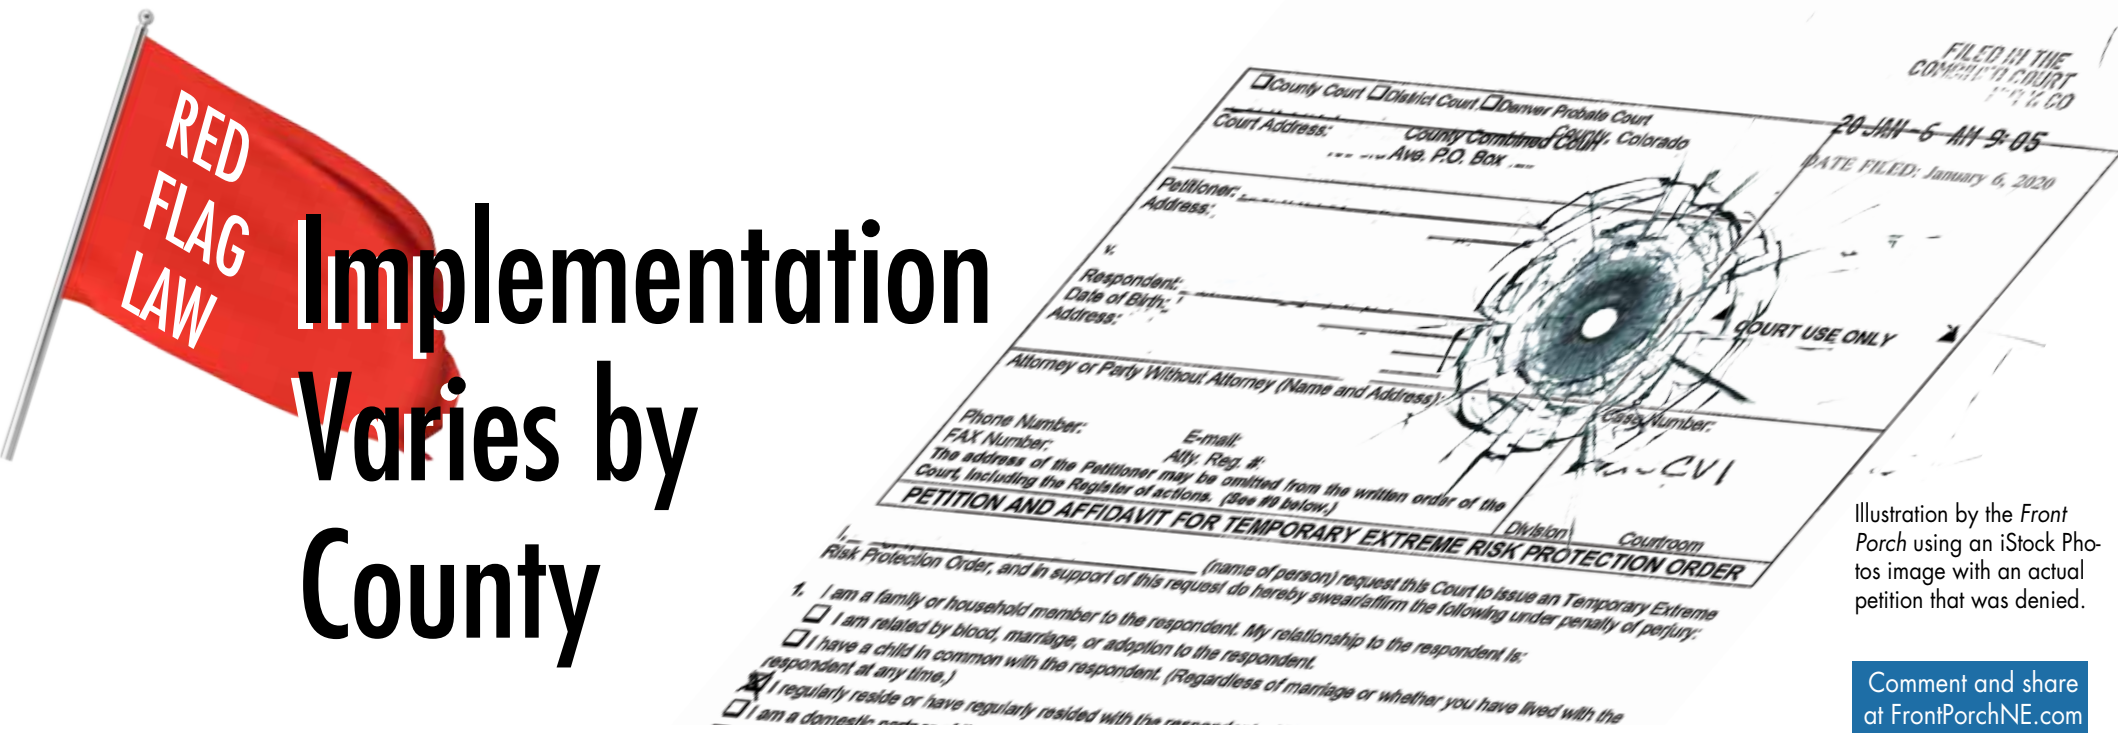 RED
FLAG
LAW
Implementation
Varies by
County
FILED IN THE
COMBINED COURT
CO
20 JAN -6 AM 9:05
DATE FILED: January 6, 2020
County Court District Court Denver Probate Court
County, Colorado
Court Address: County Combined Court
Ave. P.O. Box
Petitioner:
Address:
v.
Respondent:
Date of Birth:
Address:
COURT USE ONLY
Attorney or Party Without Attorney (Name and Address):
Case Number:
Phone Number: E-mail:
FAX Number: Atty. Reg. #:
CV1
The address of the Petitioner may be omitted from the written order of the
Court, Including the Register of actions. (See #9 below.)
Division Courtroom
PETITION AND AFFIDAVIT FOR TEMPORARY EXTREME RISK PROTECTION ORDER
I, (name of person) request this Court to issue an Temporary Extreme
Risk Protection Order, and in support of this request do hereby swear/affirm the following under penalty of perjury:
1. I am a family or household member to the respondent. My relationship to the respondent is:
I am related by blood, marriage, or adoption to the respondent.
I have a child in common with the respondent. (Regardless of marriage or whether you have lived with the
respondent at any time.)
I regularly reside or have regularly resided with the
I am a domestic
Illustration by the Front
Porch using an iStock Pho-
tos image with an actual
petition that was denied.
Comment and share
at FrontPorchNE.com